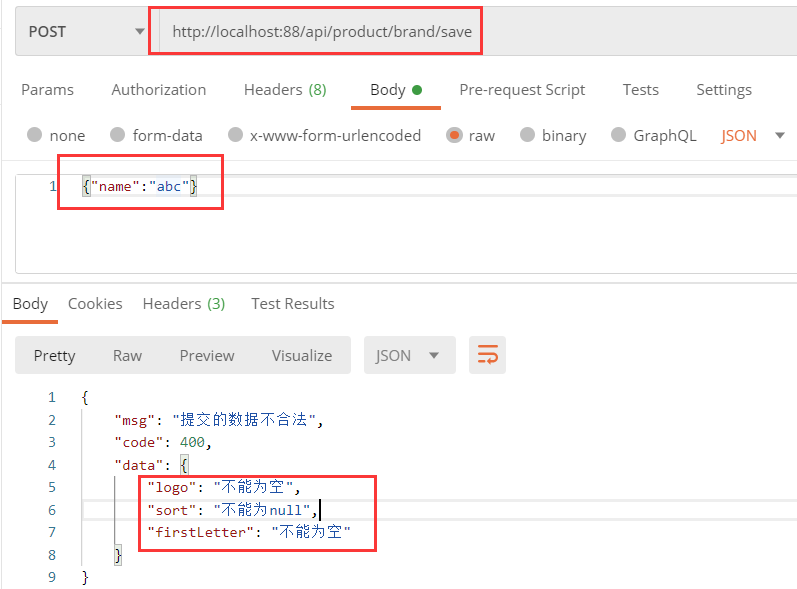 POST http://localhost:88/api/product/brand/save
Params Authorization Headers (8) Body Pre-request Script Tests Settings
none form-data x-www-form-urlencoded raw binary GraphQL JSON
1 {"name":"abc"}
Body Cookies Headers (3) Test Results
Pretty Raw Preview Visualize JSON
1 {
2 "msg": "提交的数据不合法",
3 "code": 400,
4 "data": {
5 "logo": "不能为空",
6 "sort": "不能为null",
7 "firstLetter": "不能为空"
8 }
9 }